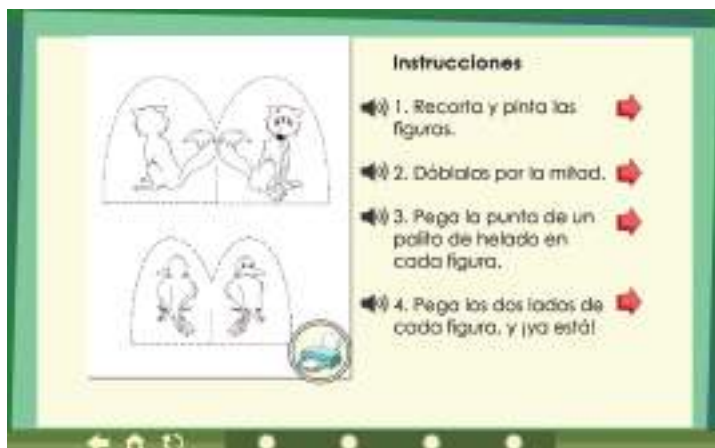 Instrucciones
1. Recorta y pinta las
figuras.
2. Dóblalas por la mitad.
3. Pega la punta de un
palito de helado en
cada figura.
4. Pega los dos lados de
cada figura, y ¡ya está!